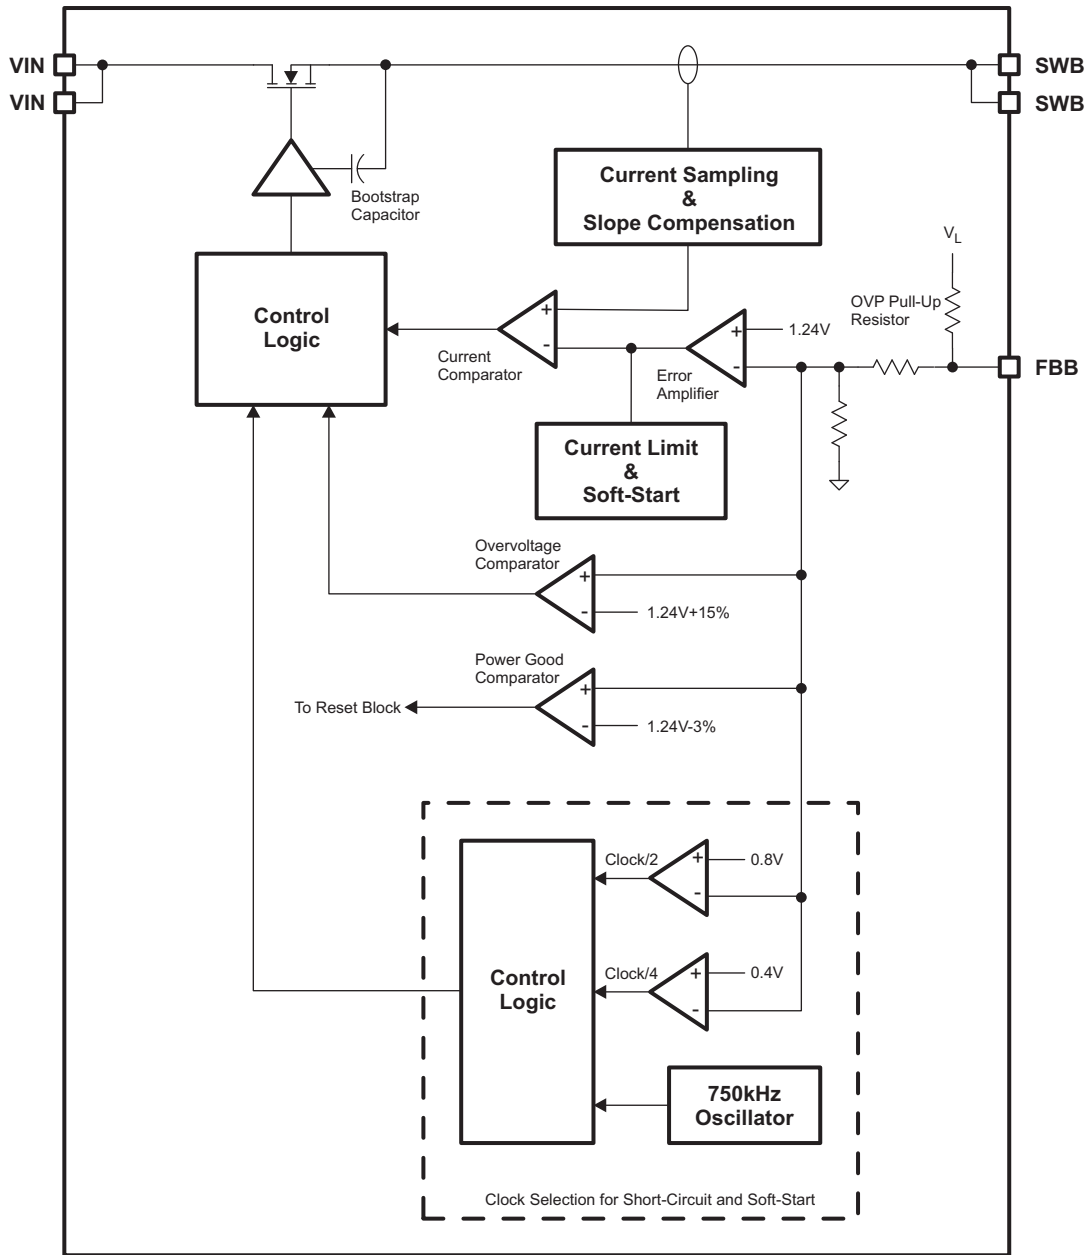 VIN
SWB
VIN
SWB
Bootstrap
Capacitor
Current Sampling
&
Slope Compensation
VL
Control
Logic
+
-
Current
Comparator
+
-
1.24V
Error
Amplifier
OVP Pull-Up
Resistor
FBB
Current Limit
&
Soft-Start
Overvoltage
Comparator
+
-
1.24V+15%
Power Good
Comparator
To Reset Block
+
-
1.24V-3%
Control
Logic
Clock/2
+
-
0.8V
Clock/4
+
-
0.4V
750kHz
Oscillator
Clock Selection for Short-Circuit and Soft-Start